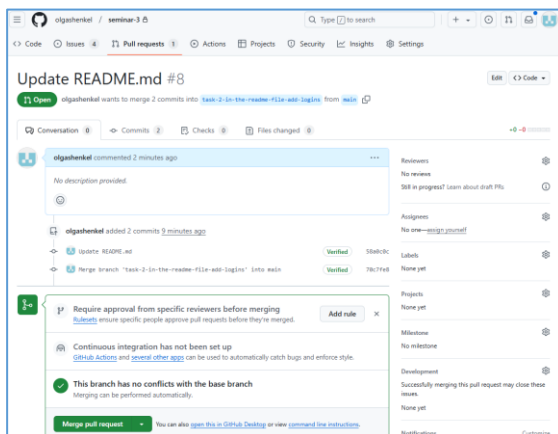 olgashenkel / seminar-3
Type / to search
Code Issues 4 Pull requests 1 Actions Projects Security Insights Settings
Update README.md #8
Edit <> Code
Open olgashenkel wants to merge 2 commits into task-2-in-the-readme-file-add-logins from main
Conversation 0 Commits 2 Checks 0 Files changed 0
+0 −0
olgashenkel commented 2 minutes ago
No description provided.
olgashenkel added 2 commits 9 minutes ago
Update README.md Verified
Merge branch 'task-2-in-the-readme-file-add-logins' into main Verified
Require approval from specific reviewers before merging
Rulesets ensure specific people approve pull requests before they're merged.
Add rule
Continuous integration has not been set up
GitHub Actions and several other apps can be used to automatically catch bugs and enforce style.
This branch has no conflicts with the base branch
Merging can be performed automatically.
Merge pull request You can also open this in GitHub Desktop or view command line instructions.
Reviewers
No reviews
Still in progress? Learn about draft PRs
Assignees
No one—assign yourself
Labels
None yet
Projects
None yet
Milestone
No milestone
Development
Successfully merging this pull request may close these
issues.
None yet
Notifications Customize